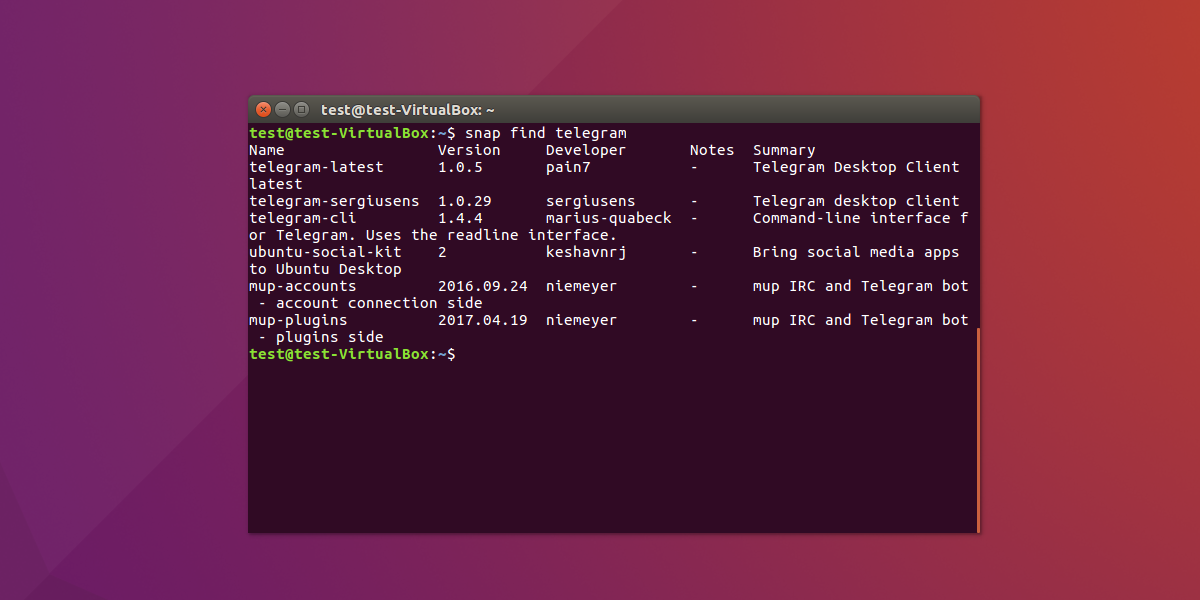 test@test-VirtualBox: ~
test@test-VirtualBox:~$ snap find telegram
Name                 Version     Developer       Notes  Summary
telegram-latest      1.0.5       pain7           -      Telegram Desktop Client
latest
telegram-sergiusens  1.0.29      sergiusens      -      Telegram desktop client
telegram-cli         1.4.4       marius-quabeck  -      Command-line interface f
or Telegram. Uses the readline interface.
ubuntu-social-kit    2           keshavnrj       -      Bring social media apps
to Ubuntu Desktop
mup-accounts         2016.09.24  niemeyer        -      mup IRC and Telegram bot
 - account connection side
mup-plugins          2017.04.19  niemeyer        -      mup IRC and Telegram bot
 - plugins side
test@test-VirtualBox:~$